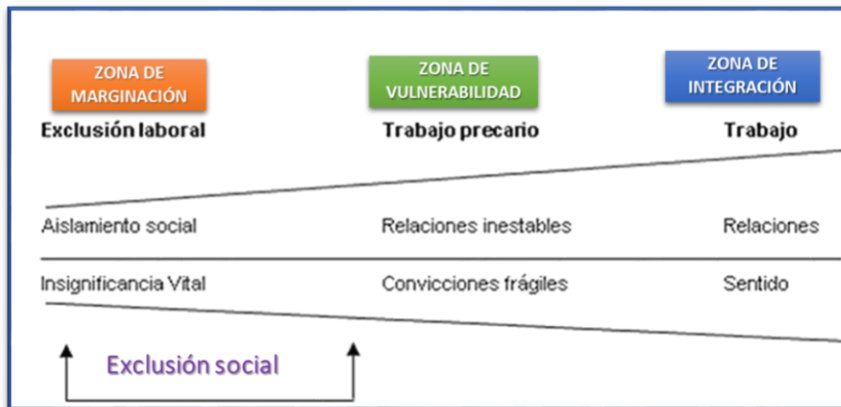 ZONA DE
MARGINACIÓN
ZONA DE
VULNERABILIDAD
ZONA DE
INTEGRACIÓN
Exclusión laboral
Trabajo precario
Trabajo
Aislamiento social
Relaciones inestables
Relaciones
Insignificancia Vital
Convicciones frágiles
Sentido
Exclusión social